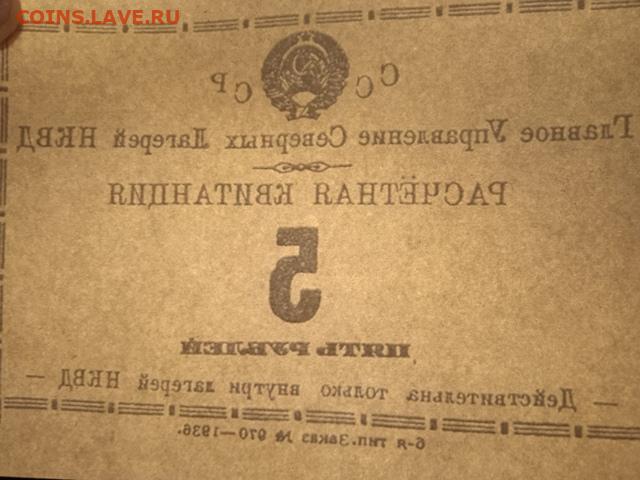 COINS.LAVE.RU
СССР
Главное Управление Северных Лагерей НКВД
РАСЧЁТНАЯ КВИТАНЦИЯ
5
ПЯТЬ РУБЛЕЙ
— Действительна только внутри лагерей НКВД —
6-я тип. Заказ № 070—1936.